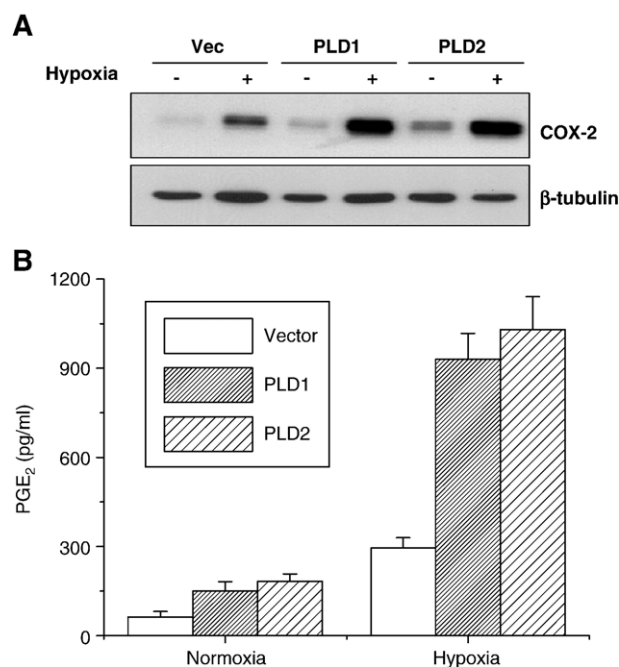 A
Vec PLD1 PLD2
Hypoxia - + - + - +
COX-2
β-tubulin
B
1200
900
600
300
0
PGE₂ (pg/ml)
Vector
PLD1
PLD2
Normoxia Hypoxia